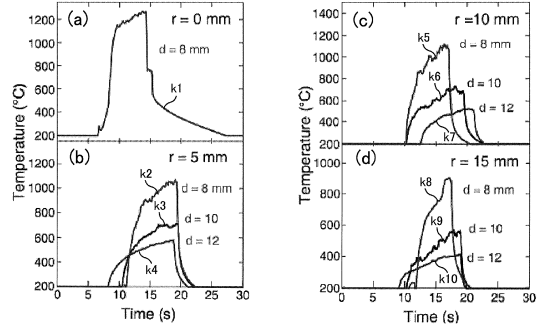 (a) r = 0 mm
1200
1000
800
600
400
200
d = 8 mm
k1
Temperature (°C)
(b) r = 5 mm
1000
800
600
400
200
k2
d = 8 mm
k3
d = 10
d = 12
k4
0 5 10 15 20 25 30
Time (s)
(c) r =10 mm
1400
1200
1000
800
600
400
200
k5
d = 8 mm
k6
d = 10
d = 12
k7
Temperature (°C)
(d) r = 15 mm
1000
800
600
400
200
k8
d = 8 mm
k9
d = 10
d = 12
k10
0 5 10 15 20 25 30
Time (s)